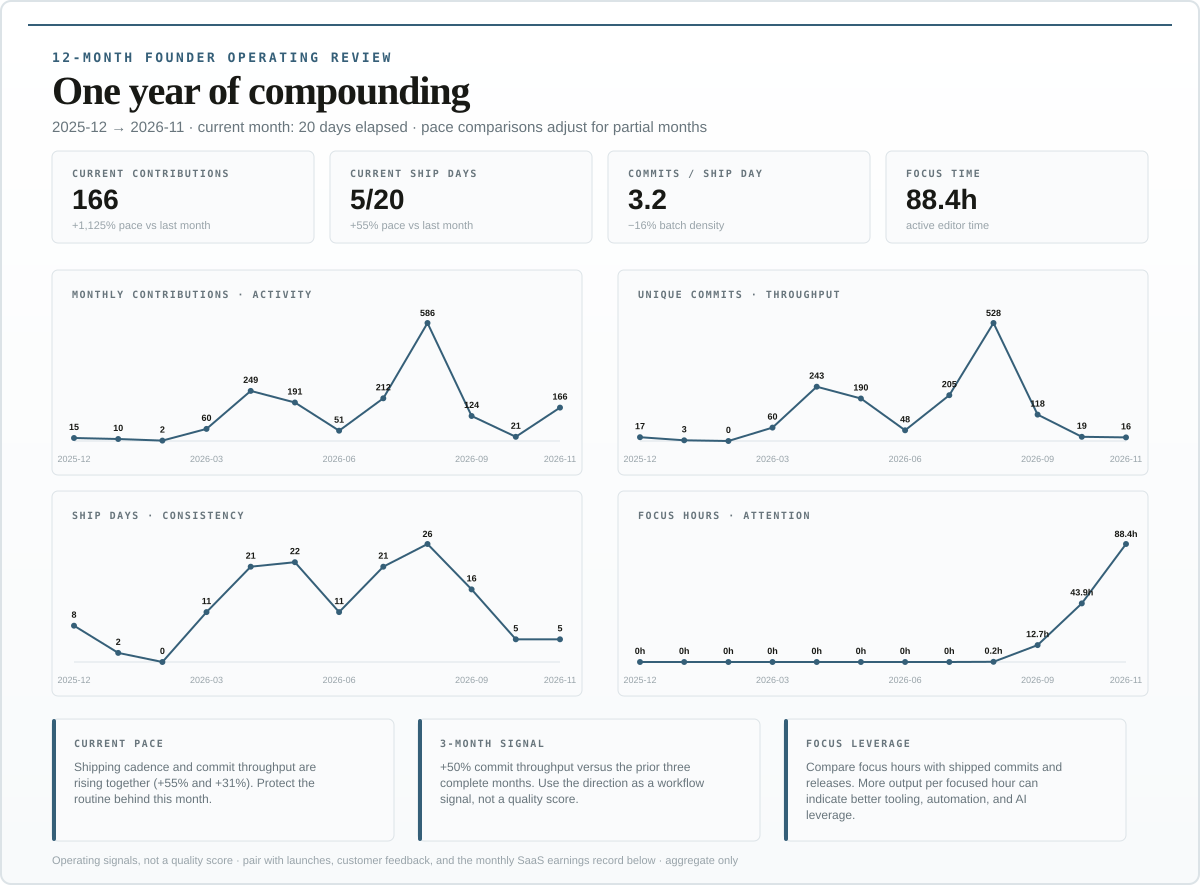 12-MONTH FOUNDER OPERATING REVIEW
One year of compounding
2025-12 → 2026-11 · current month: 20 days elapsed · pace comparisons adjust for partial months
CURRENT CONTRIBUTIONS
166
+1,125% pace vs last month
CURRENT SHIP DAYS
5/20
+55% pace vs last month
COMMITS / SHIP DAY
3.2
−16% batch density
FOCUS TIME
88.4h
active editor time
MONTHLY CONTRIBUTIONS · ACTIVITY
15 10 2 60 249 191 51 212 586 124 21 166
2025-12 2026-03 2026-06 2026-09 2026-11
UNIQUE COMMITS · THROUGHPUT
17 3 0 60 243 190 48 205 528 118 19 16
2025-12 2026-03 2026-06 2026-09 2026-11
SHIP DAYS · CONSISTENCY
8 2 0 11 21 22 11 21 26 16 5 5
2025-12 2026-03 2026-06 2026-09 2026-11
FOCUS HOURS · ATTENTION
0h 0h 0h 0h 0h 0h 0h 0h 0.2h 12.7h 43.9h 88.4h
2025-12 2026-03 2026-06 2026-09 2026-11
CURRENT PACE
Shipping cadence and commit throughput are
rising together (+55% and +31%). Protect the
routine behind this month.
3-MONTH SIGNAL
+50% commit throughput versus the prior three
complete months. Use the direction as a workflow
signal, not a quality score.
FOCUS LEVERAGE
Compare focus hours with shipped commits and
releases. More output per focused hour can
indicate better tooling, automation, and AI
leverage.
Operating signals, not a quality score · pair with launches, customer feedback, and the monthly SaaS earnings record below · aggregate only